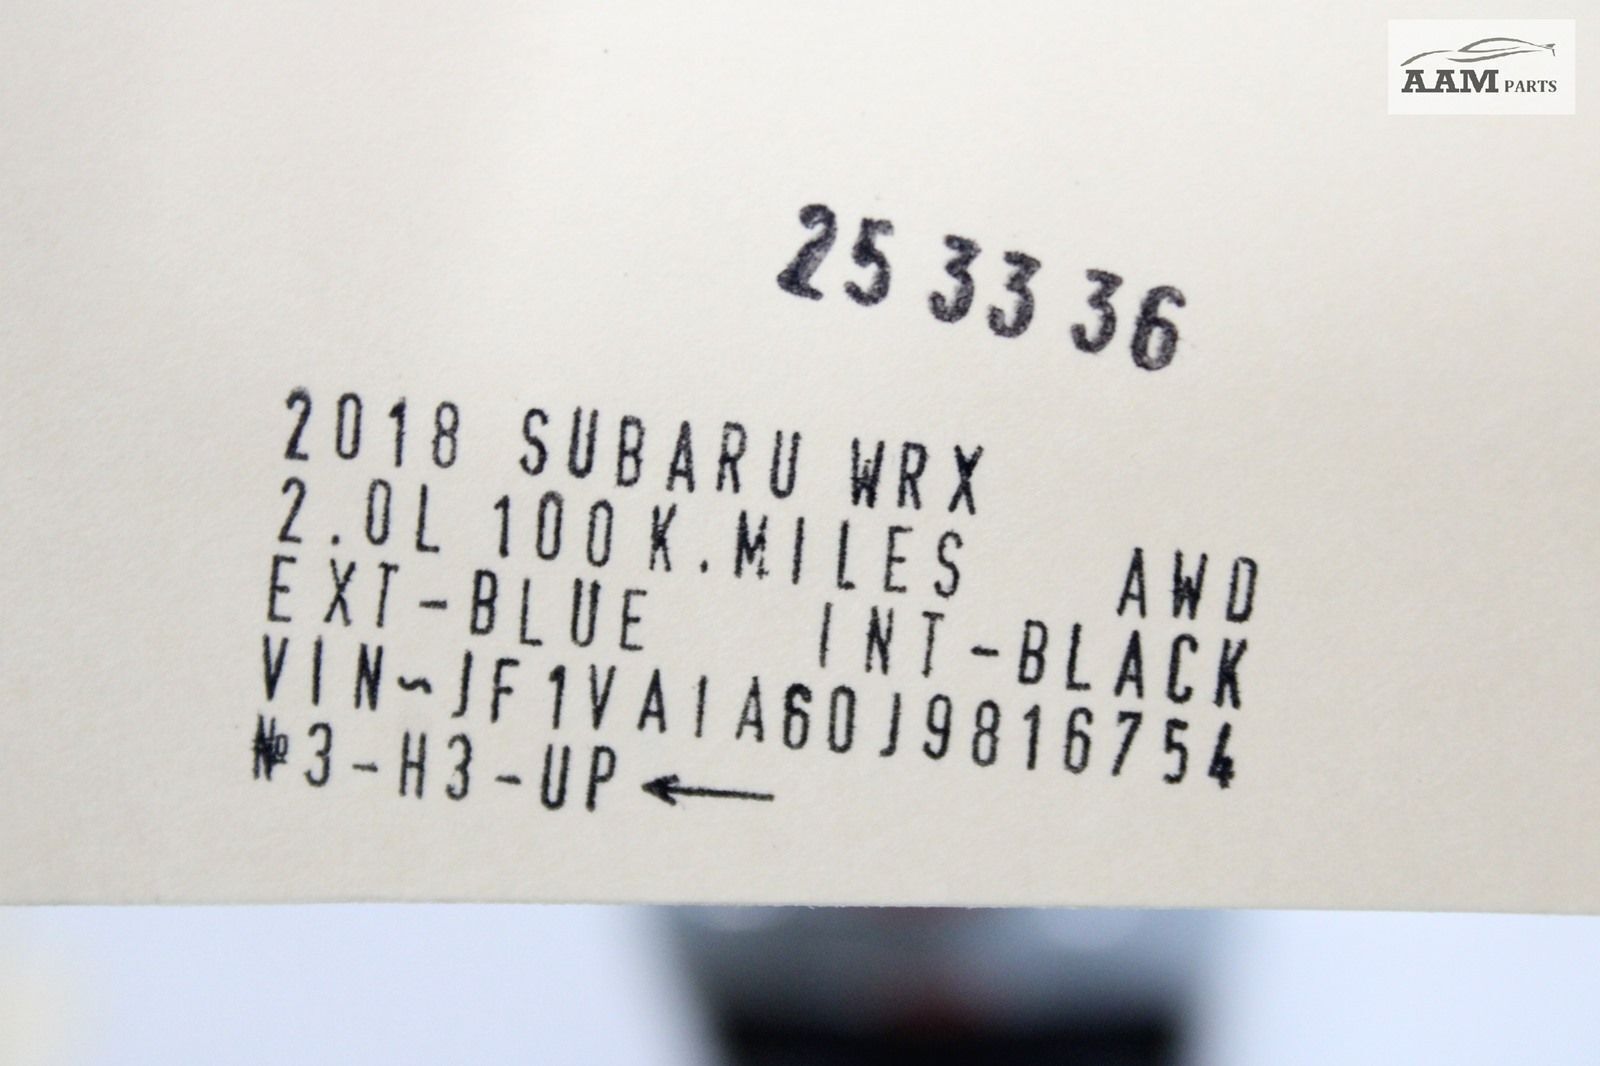 AAM PARTS
25 33 36
2018 SUBARU WRX
2.0L 100K.MILES AWD
EXT-BLUE INT-BLACK
VIN~JF1VA1A60J9816754
№3-H3-UP ←